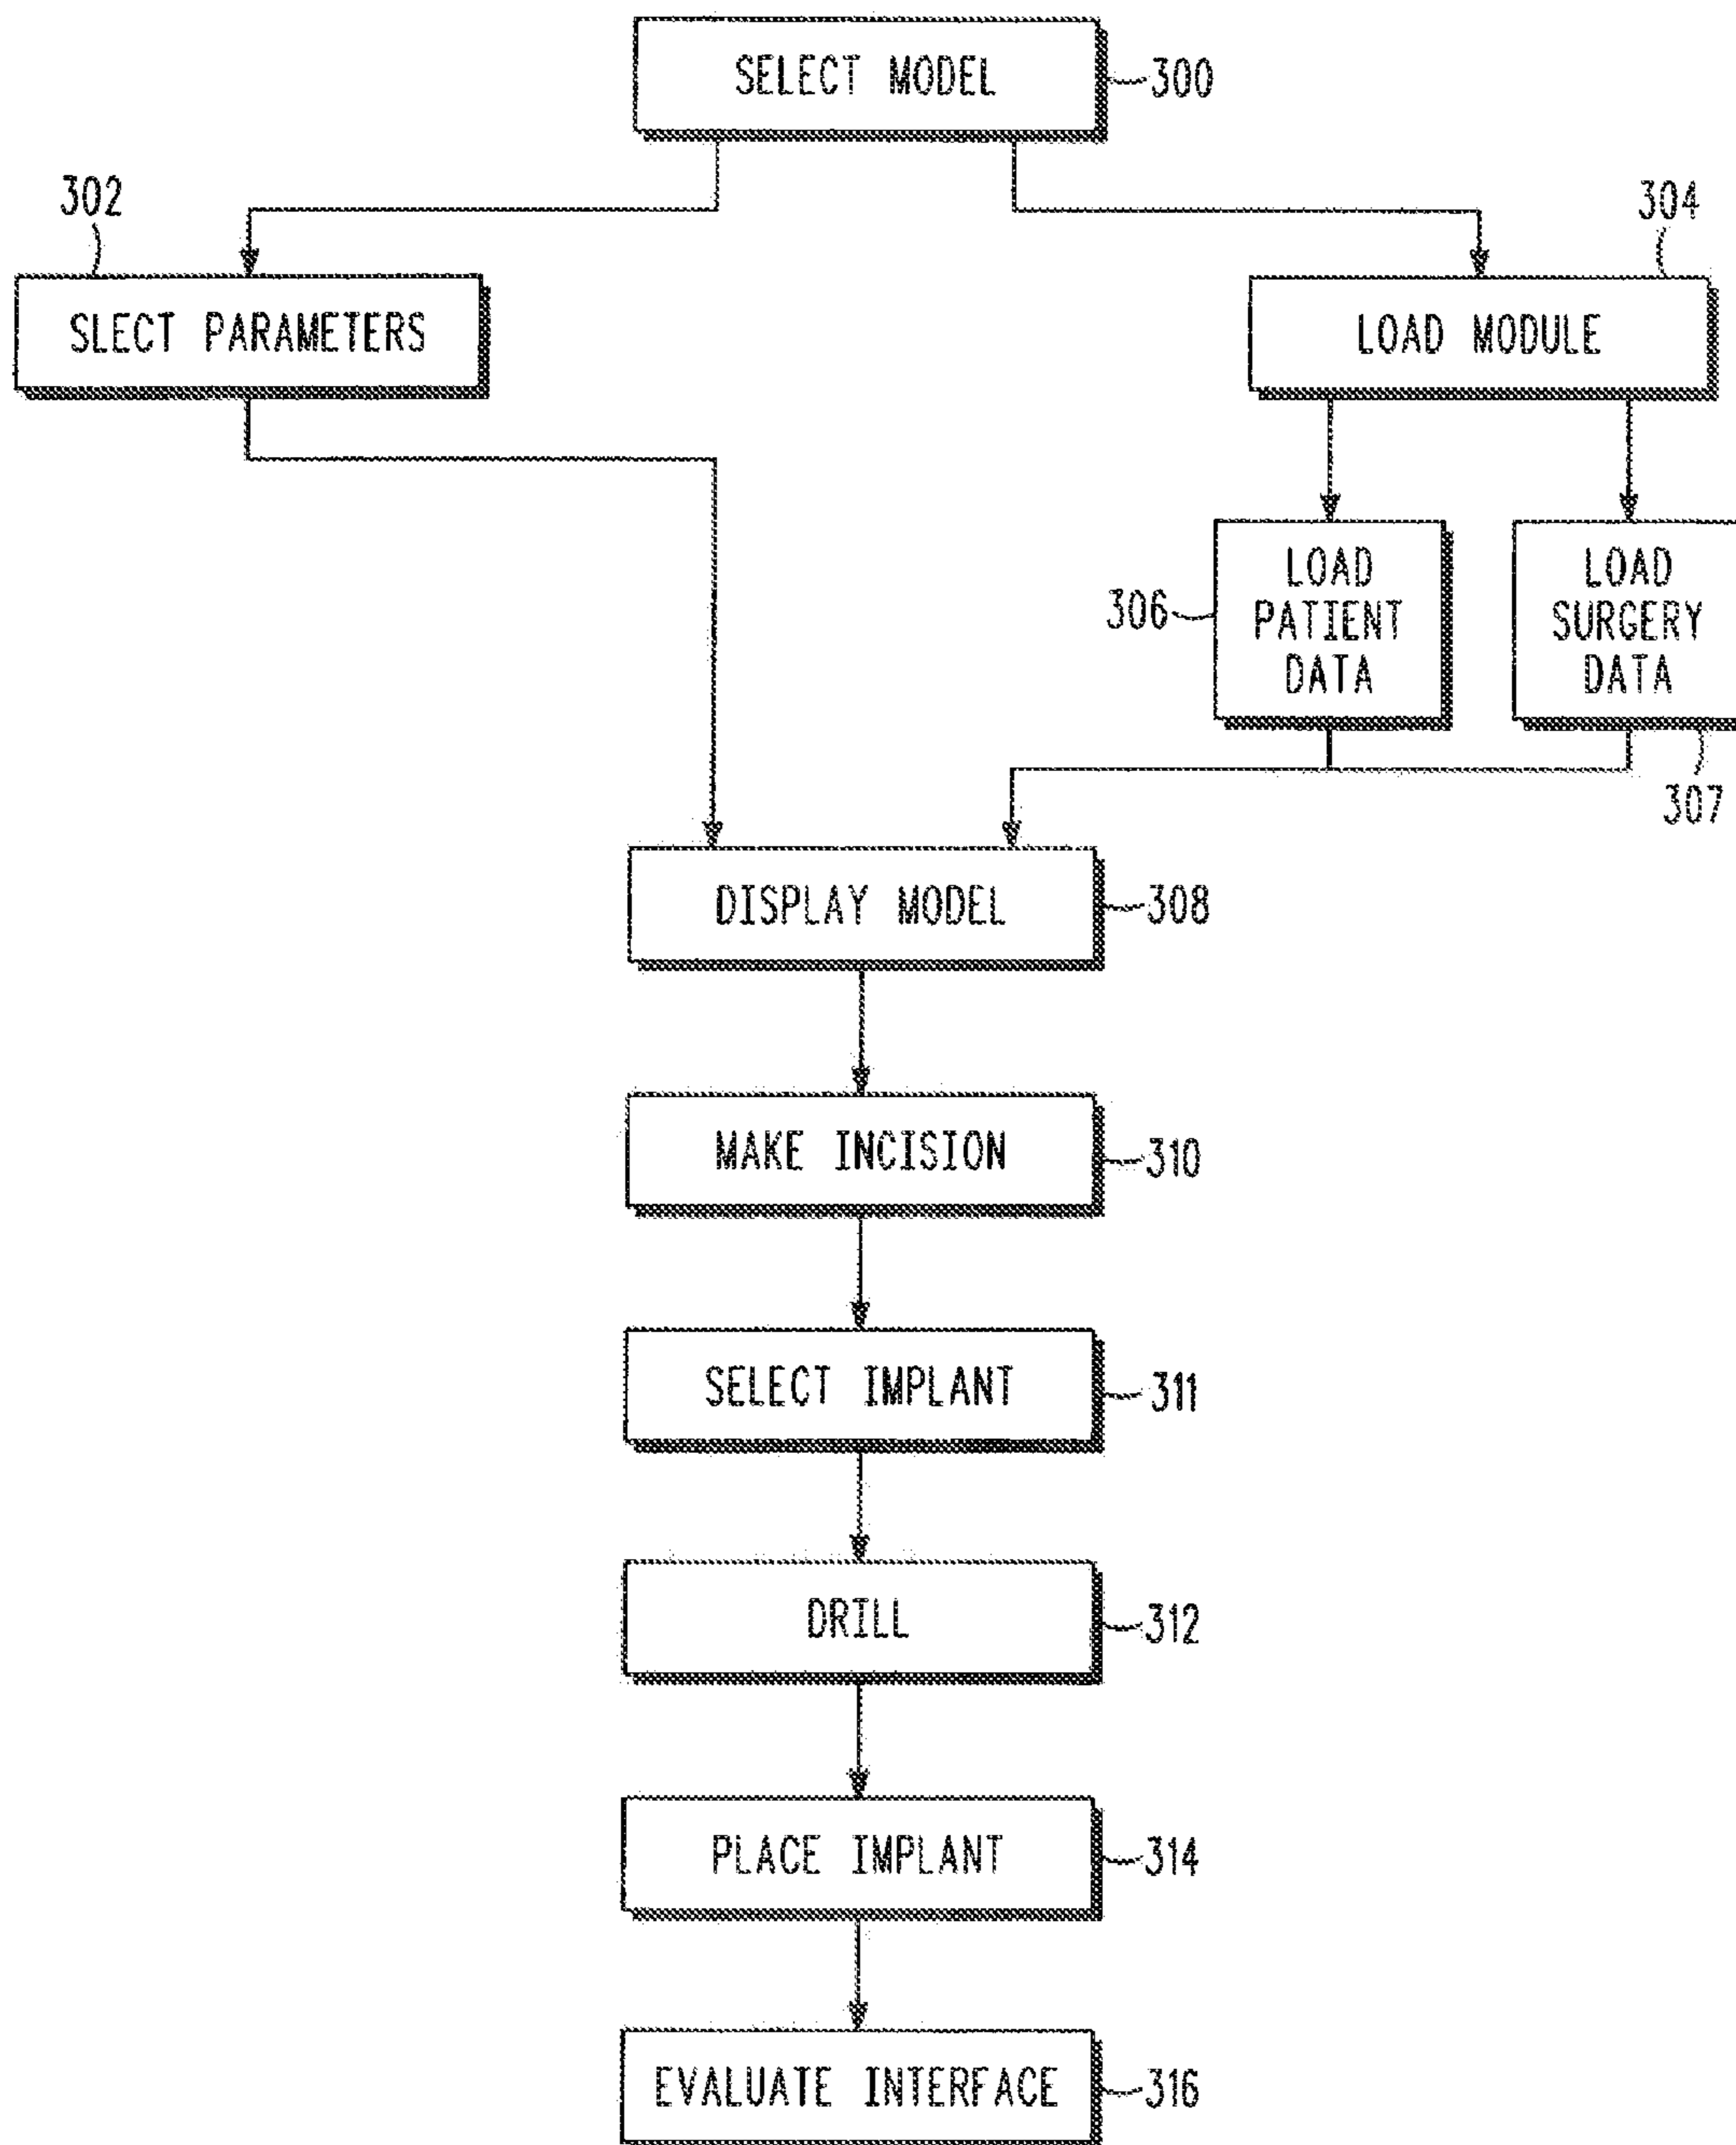 SELECT MODEL
300
302
304
SLECT PARAMETERS
LOAD MODULE
306
LOAD
PATIENT
DATA
LOAD
SURGERY
DATA
307
DISPLAY MODEL
308
MAKE INCISION
310
SELECT IMPLANT
311
DRILL
312
PLACE IMPLANT
314
EVALUATE INTERFACE
316